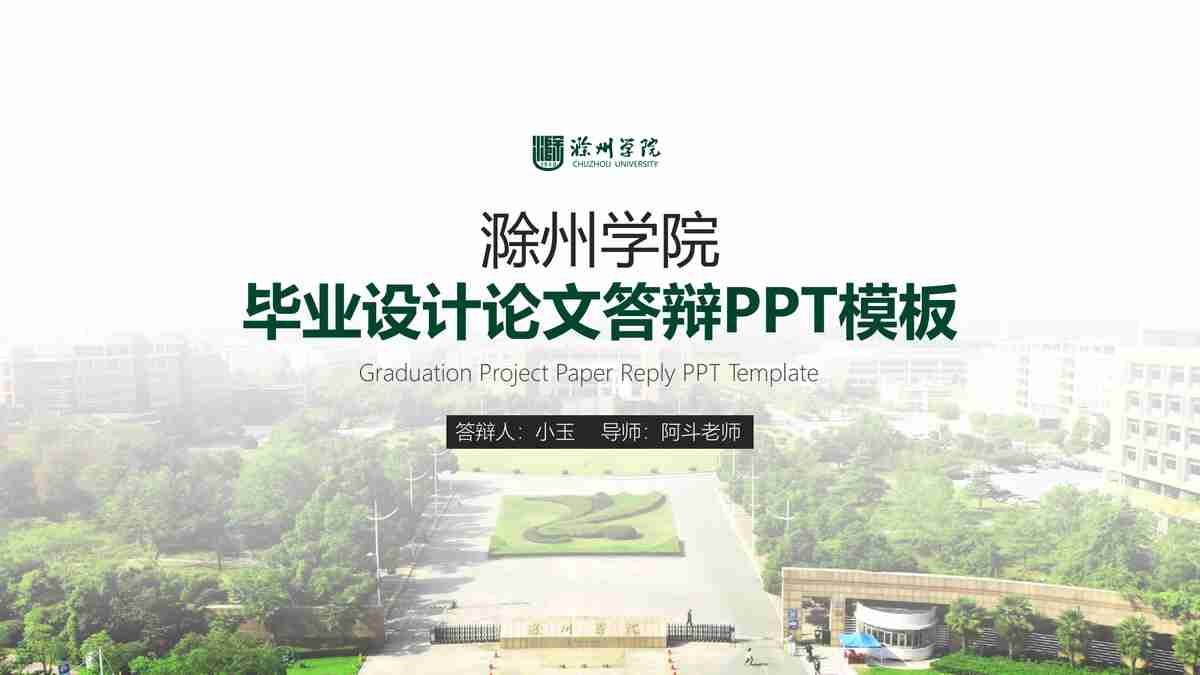 滁州学院
CHUZHOU UNIVERSITY
滁州学院
毕业设计论文答辩PPT模板
Graduation Project Paper Reply PPT Template
答辩人：小玉 导师：阿斗老师
滁州学院